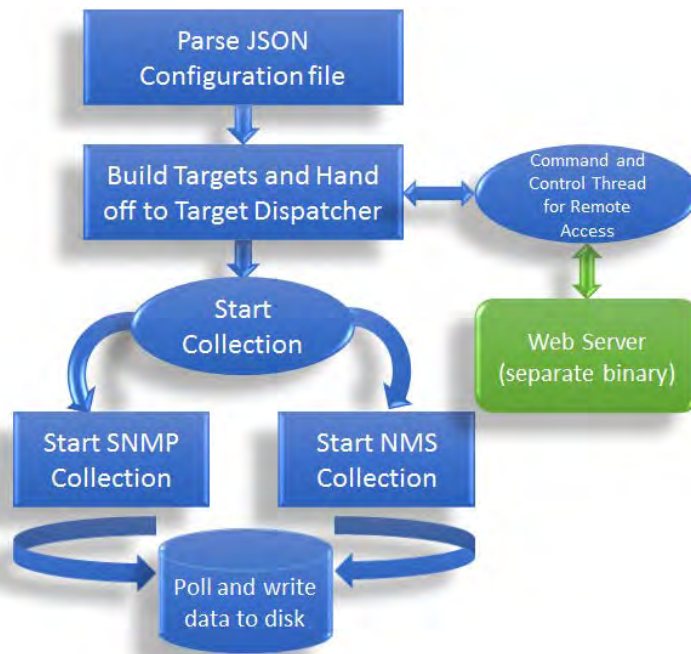 Parse JSON
Configuration file
Build Targets and Hand
off to Target Dispatcher
Command and
Control Thread
for Remote
Access
Start
Collection
Web Server
(separate binary)
Start SNMP
Collection
Start NMS
Collection
Poll and write
data to disk